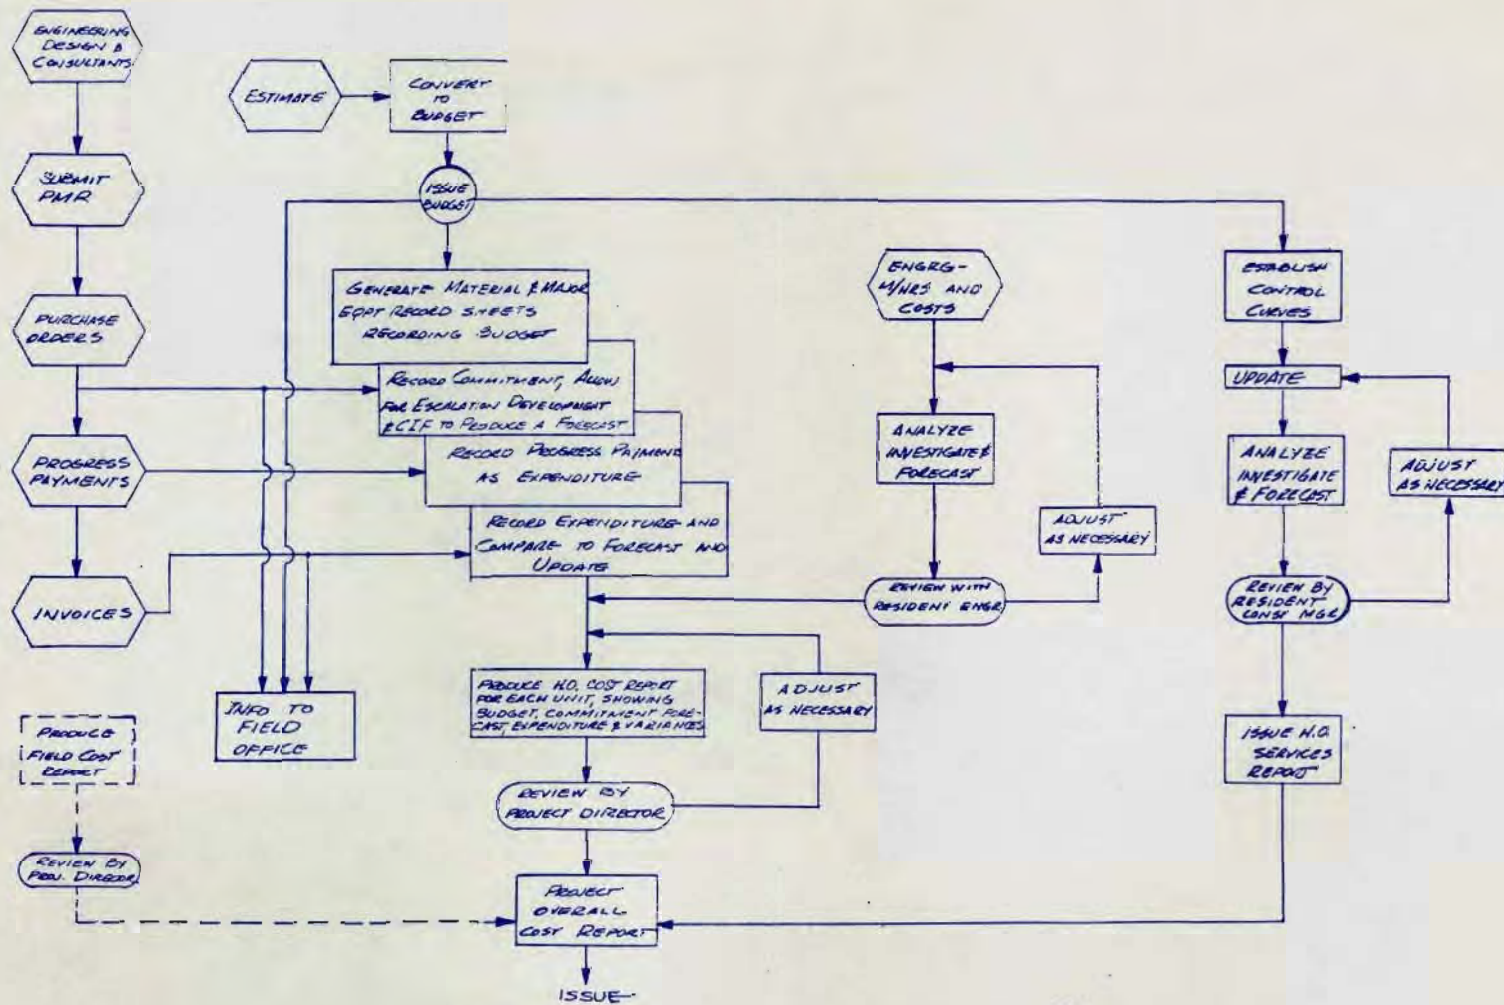 ENGINEERING
DESIGN &
CONSULTANTS
SUBMIT
PMR
PURCHASE
ORDERS
PROGRESS
PAYMENTS
INVOICES
PRODUCE
FIELD COST
REPORT
REVIEW BY
PROJ. DIRECTOR
ESTIMATE
CONVERT
TO
BUDGET
ISSUE
BUDGET
GENERATE MATERIAL & MAJOR
EQPT RECORD SHEETS
RECORDING BUDGET
RECORD COMMITMENT, ALLOW
FOR ESCALATION DEVELOPMENT
& CIF TO PRODUCE A FORECAST
RECORD PROGRESS PAYMENT
AS EXPENDITURE
RECORD EXPENDITURE AND
COMPARE TO FORECAST AND
UPDATE
INFO TO
FIELD
OFFICE
PRODUCE H.O. COST REPORT
FOR EACH UNIT, SHOWING
BUDGET, COMMITMENT FORE-
CAST, EXPENDITURE & VARIANCES
ADJUST
AS NECESSARY
REVIEW BY
PROJECT DIRECTOR
PROJECT
OVERALL
COST REPORT
ISSUE
ENGRG-
M/HRS AND
COSTS
ANALYZE
INVESTIGATE &
FORECAST
ADJUST
AS NECESSARY
REVIEW WITH
RESIDENT ENGR.
ESTABLISH
CONTROL
CURVES
UPDATE
ANALYZE
INVESTIGATE
& FORECAST
ADJUST
AS NECESSARY
REVIEW BY
RESIDENT
CONST MGR
ISSUE H.O.
SERVICES
REPORT